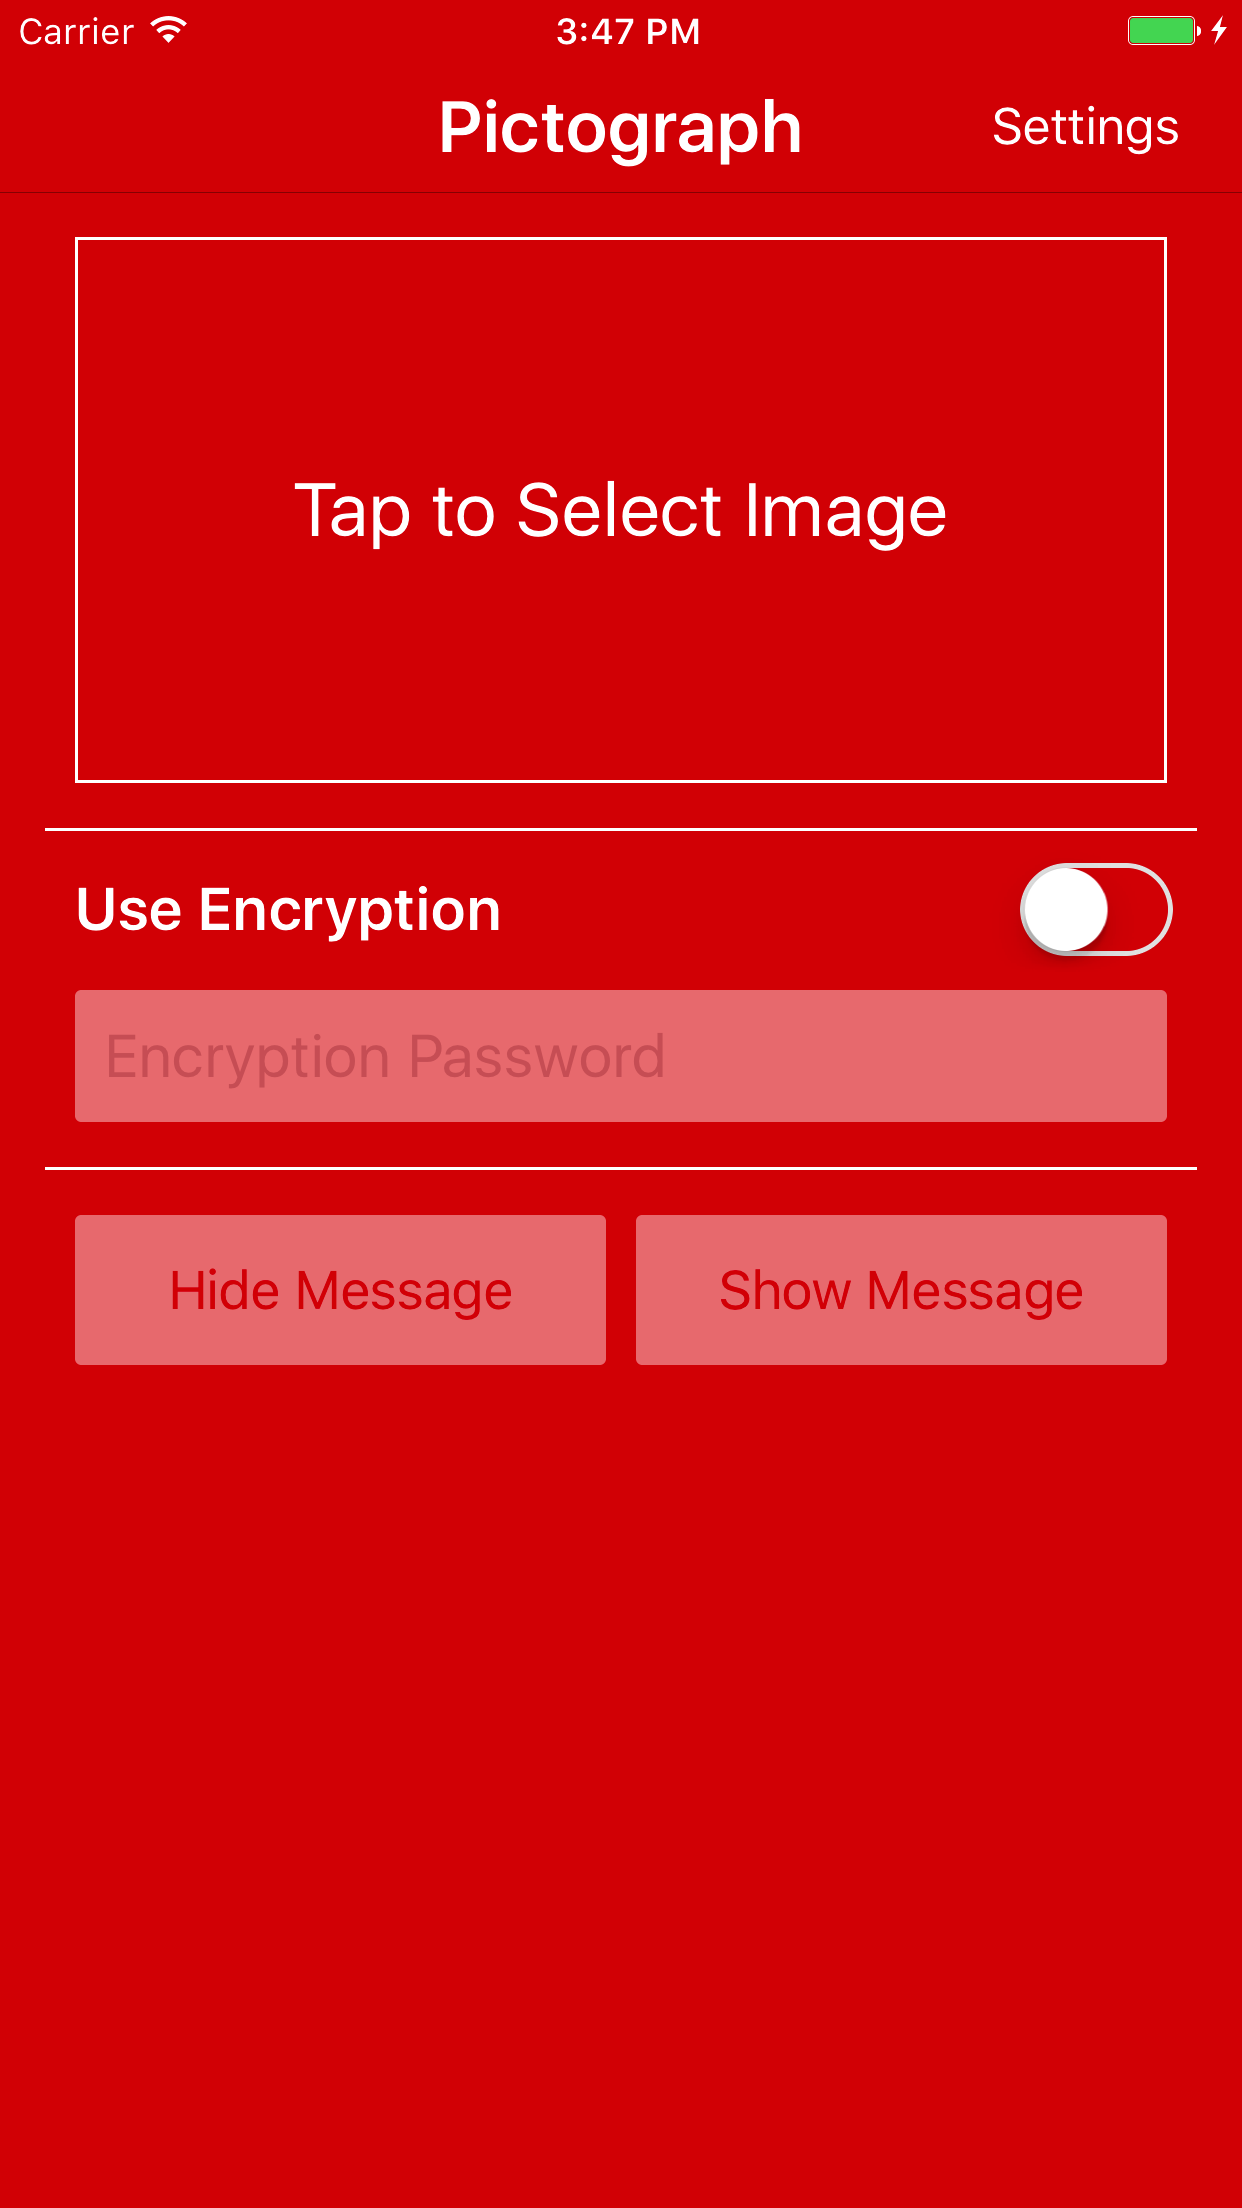 Carrier 3:47 PM
Pictograph Settings
Tap to Select Image
Use Encryption
Encryption Password
Hide Message Show Message